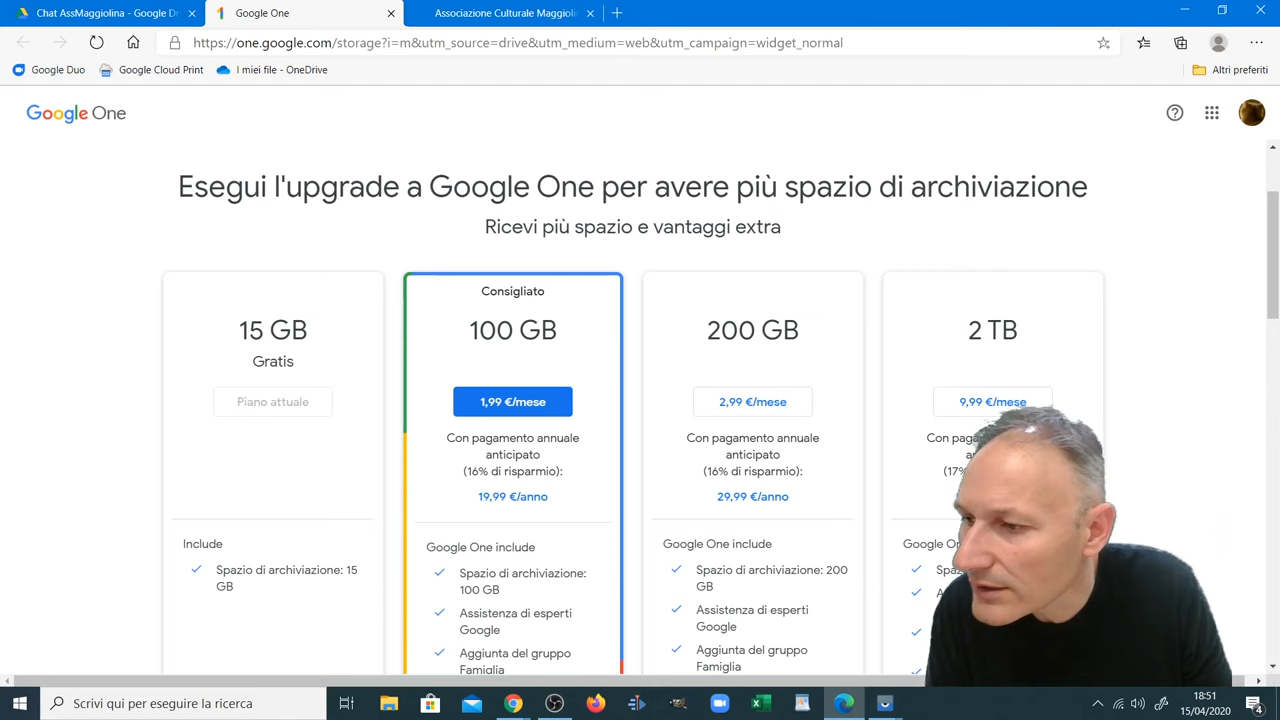 Chat AssMaggiolina - Google D
Google One
Associazione Culturale Maggiolin
https://one.google.com/storage?i=m&utm_source=drive&utm_medium=web&utm_campaign=widget_normal
Google Duo
Google Cloud Print
I miei file - OneDrive
Altri preferiti
Google One
Esegui l'upgrade a Google One per avere più spazio di archiviazione
Ricevi più spazio e vantaggi extra
15 GB
Gratis
Piano attuale
Include
Spazio di archiviazione: 15
GB
Consigliato
100 GB
1,99 €/mese
Con pagamento annuale
anticipato
(16% di risparmio):
19,99 €/anno
Google One include
Spazio di archiviazione:
100 GB
Assistenza di esperti
Google
Aggiunta del gruppo
Famiglia
200 GB
2,99 €/mese
Con pagamento annuale
anticipato
(16% di risparmio):
29,99 €/anno
Google One include
Spazio di archiviazione: 200
GB
Assistenza di esperti
Google
Aggiunta del gruppo
Famiglia
2 TB
9,99 €/mese
Con
(17%
Google
Scrivi qui per eseguire la ricerca
18:51
15/04/2020
4